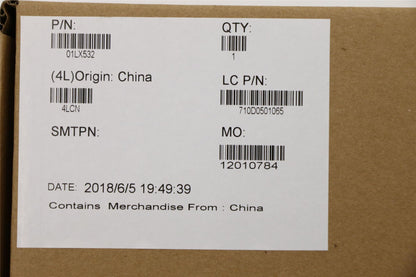 P/N:
QTY:
01LX532
1
(4L)Origin: China
LC P/N:
4LCN
710D0501065
SMTPN:
MO:
12010784
DATE: 2018/6/5 19:49:39
Contains Merchandise From : China